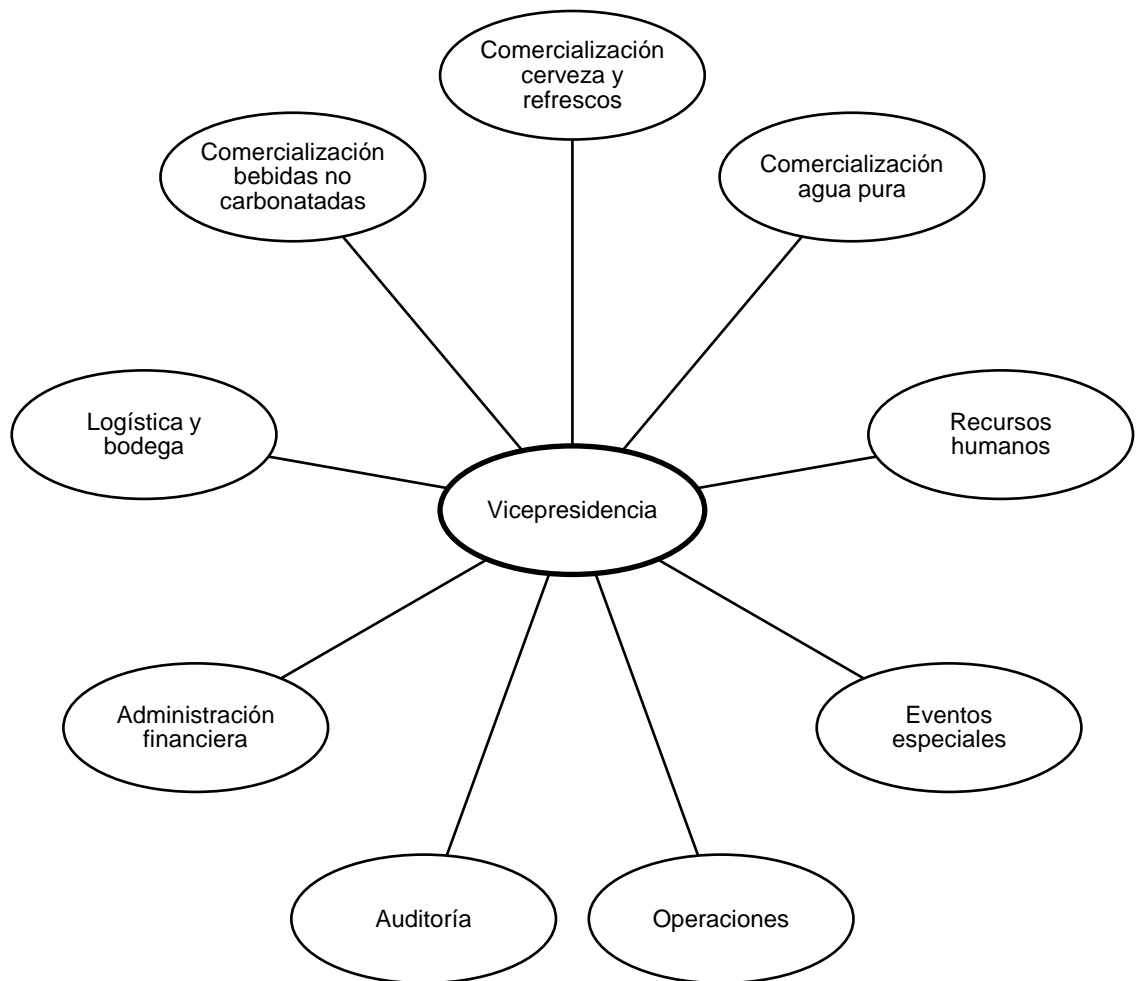 Comercialización
cerveza y
refrescos
Comercialización
bebidas no
carbonatadas
Comercialización
agua pura
Logística y
bodega
Recursos
humanos
Vicepresidencia
Administración
financiera
Eventos
especiales
Auditoría
Operaciones